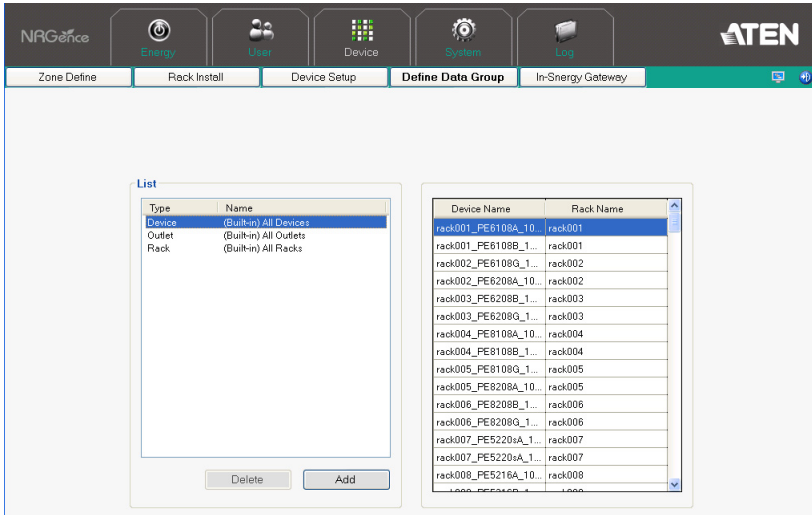 NRGence
Energy User Device System Log
ATEN
Zone Define Rack Install Device Setup Define Data Group In-Snergy Gateway
List
Type Name
Device (Built-in) All Devices
Outlet (Built-in) All Outlets
Rack (Built-in) All Racks
Delete Add
Device Name Rack Name
rack001_PE6108A_10... rack001
rack001_PE6108B_1... rack001
rack002_PE6108G_1... rack002
rack002_PE6208A_10... rack002
rack003_PE6208B_1... rack003
rack003_PE6208G_1... rack003
rack004_PE8108A_10... rack004
rack004_PE8108B_1... rack004
rack005_PE8108G_1... rack005
rack005_PE8208A_10... rack005
rack006_PE8208B_1... rack006
rack006_PE8208G_1... rack006
rack007_PE5220sA_1... rack007
rack007_PE5220sA_1... rack007
rack008_PE5216A_10... rack008